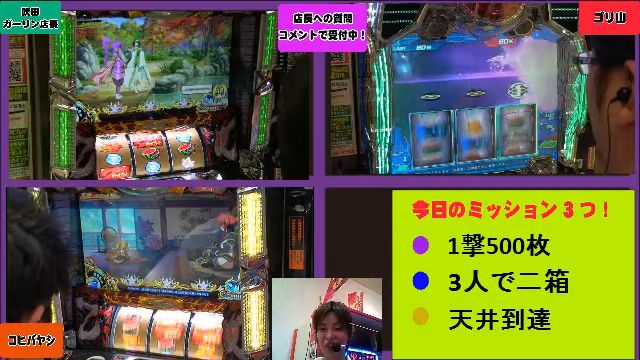 原田
ガーリン店長
店長への質問
コメントで受付中！
ゴリ山
今日のミッション３つ！
1撃500枚
3人で二箱
天井到達
コヒバヤシ